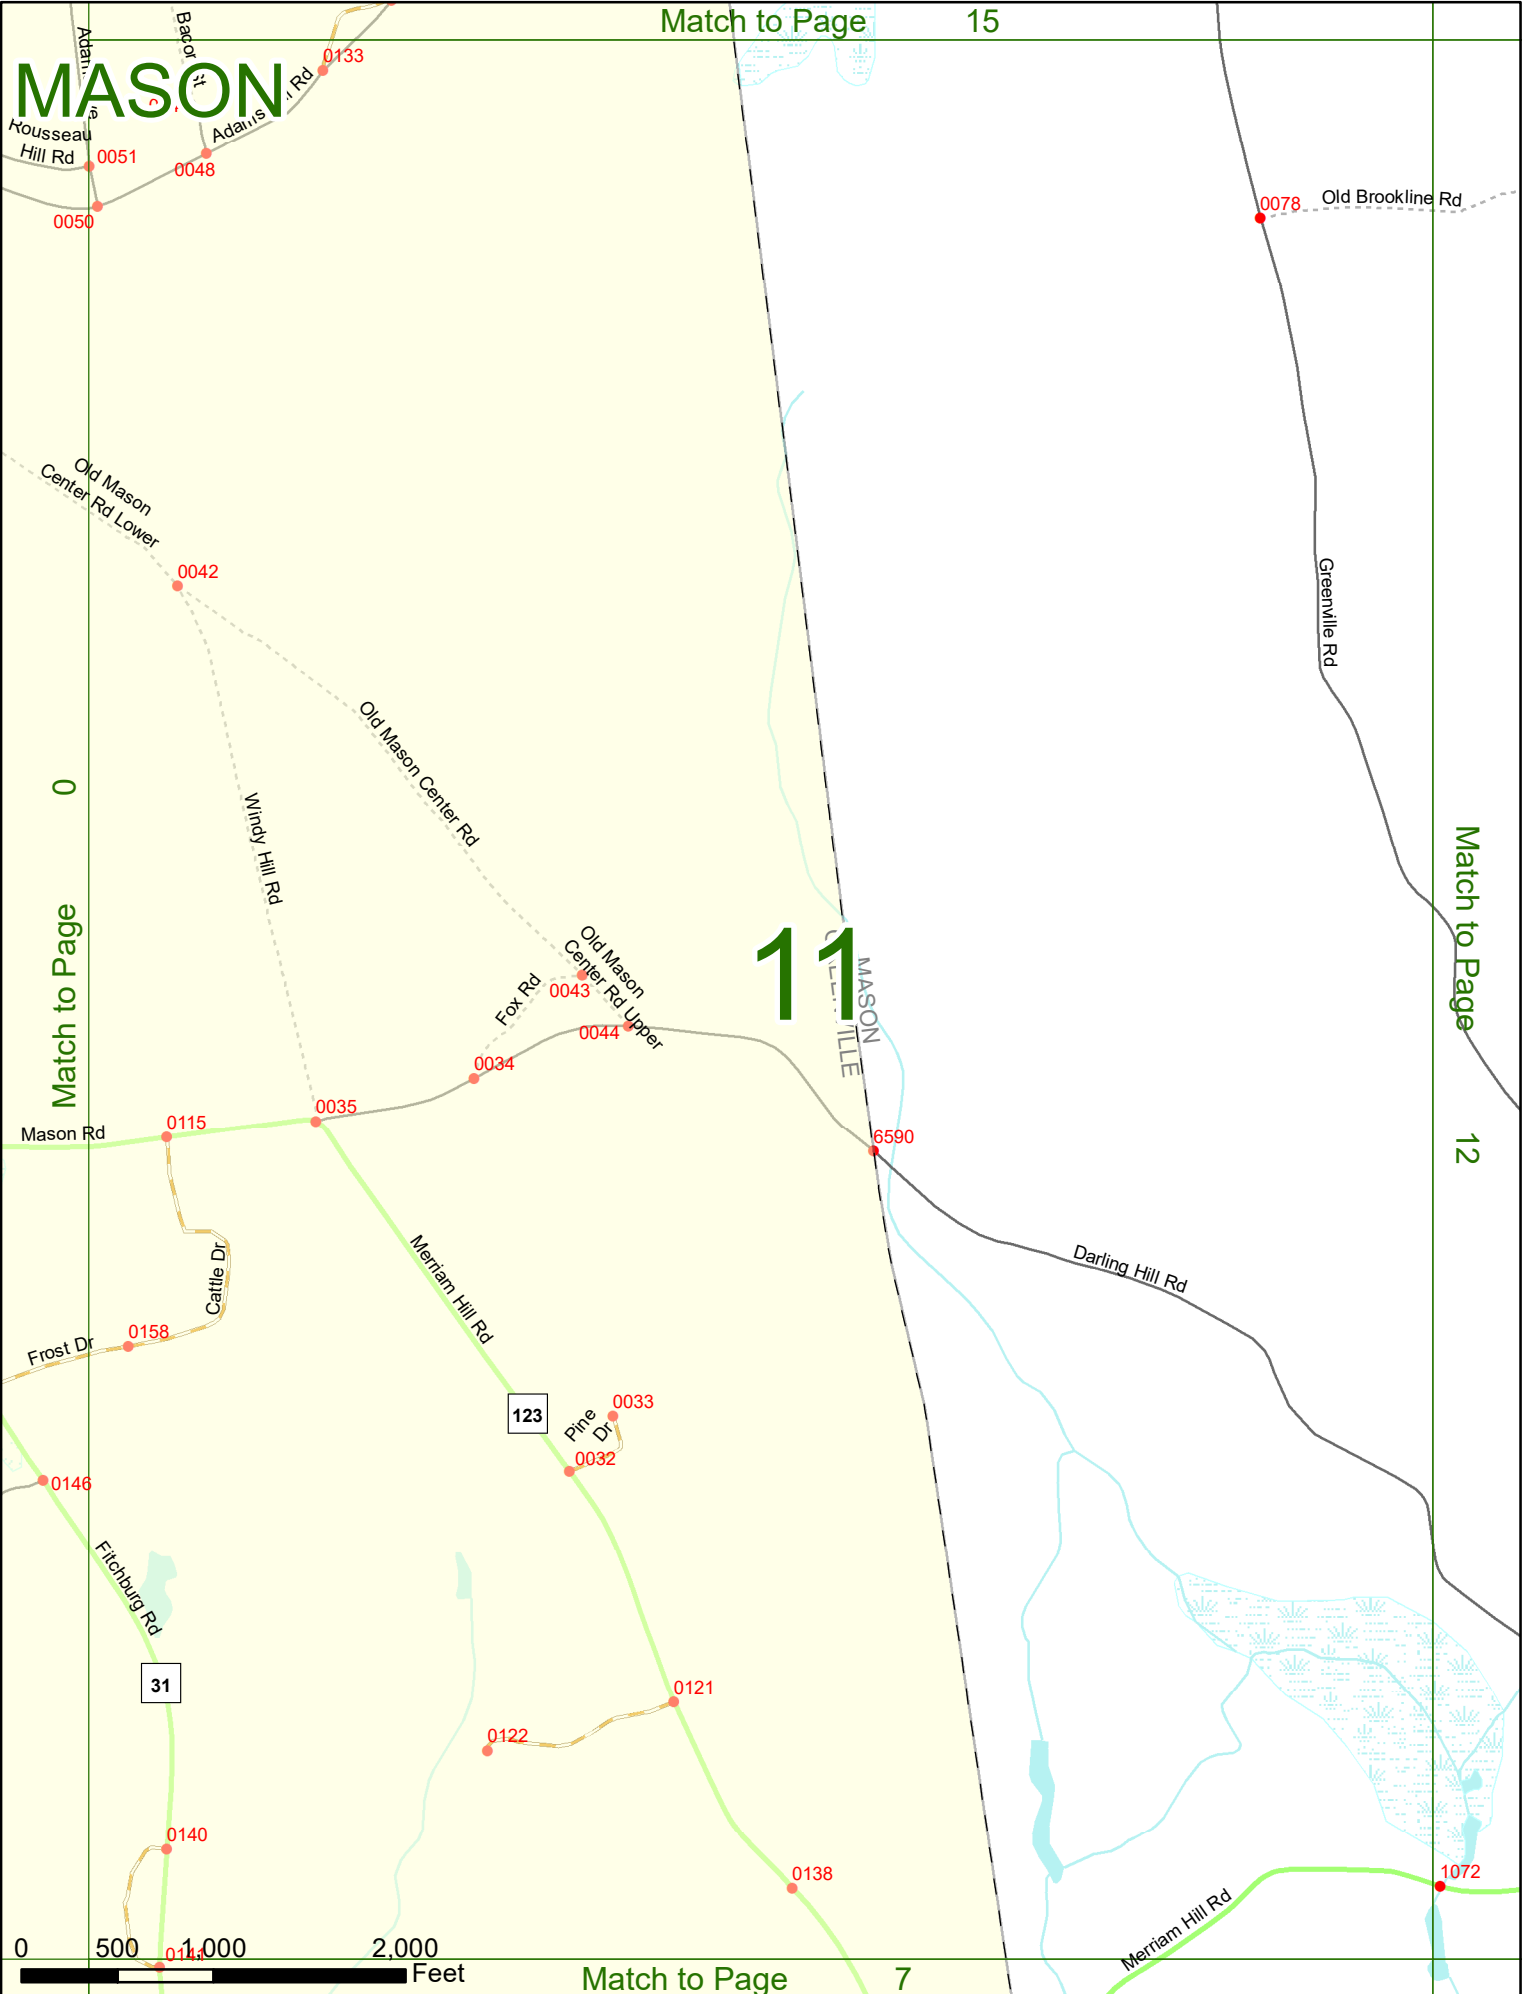 Match to Page 15
MASON
Bacon St
Rousseau
Hill Rd
0133
0051
0048
0050
0078
Old Brookline Rd
Old Mason
Center Rd Lower
0042
Greenville Rd
Old Mason Center Rd
Windy Hill Rd
Match to Page 0
Match to Page 12
11
MASON
Old Mason
Center Rd Upper
Fox Rd
0043
0044
0034
0035
0115
Mason Rd
6590
Darling Hill Rd
Cattle Dr
Merriam Hill Rd
0158
Frost Dr
123
Pine
Dr
0033
0032
0146
Fitchburg Rd
31
0121
0122
0140
0138
1072
Merriam Hill Rd
0141
0 500 1,000 2,000
Feet
Match to Page 7